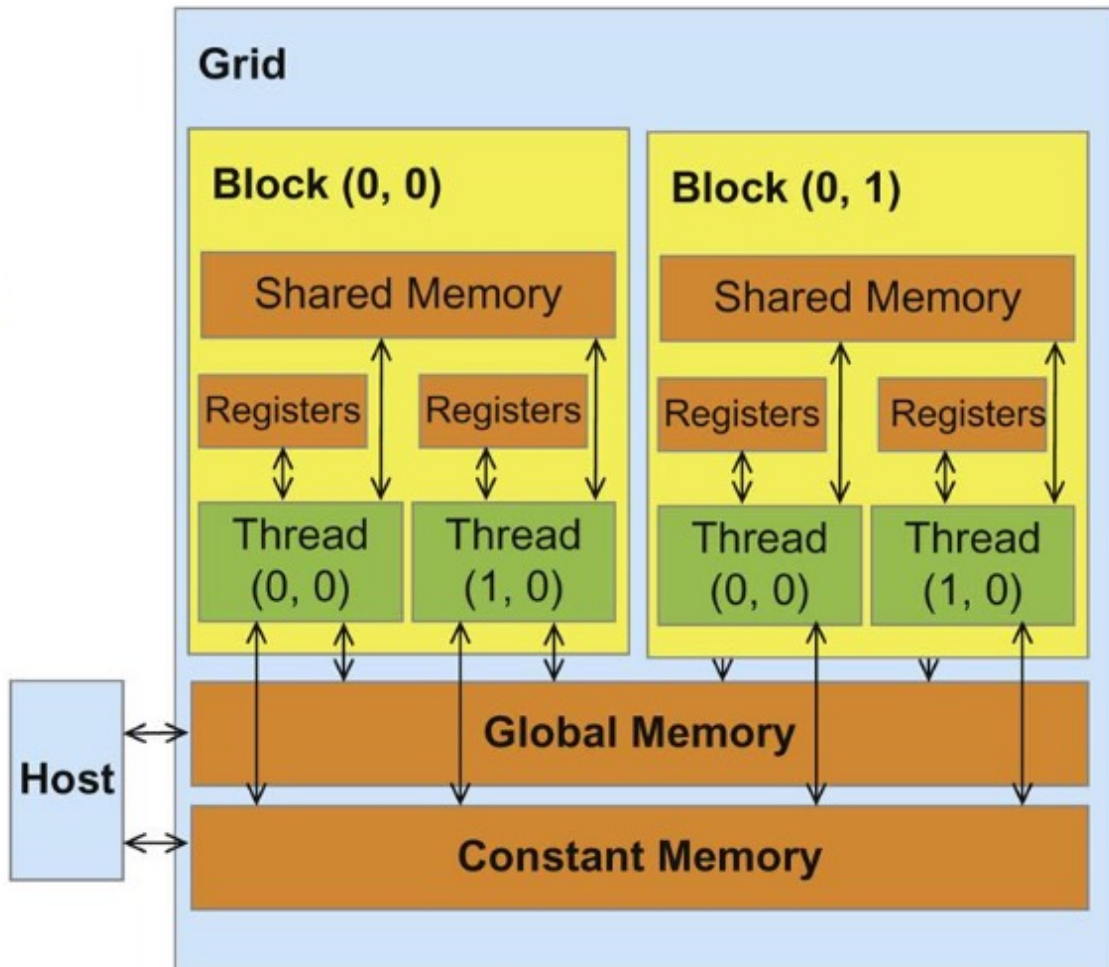 Grid
Block (0, 0)
Shared Memory
Registers
Registers
Thread
(0, 0)
Thread
(1, 0)
Block (0, 1)
Shared Memory
Registers
Registers
Thread
(0, 0)
Thread
(1, 0)
Host
Global Memory
Constant Memory